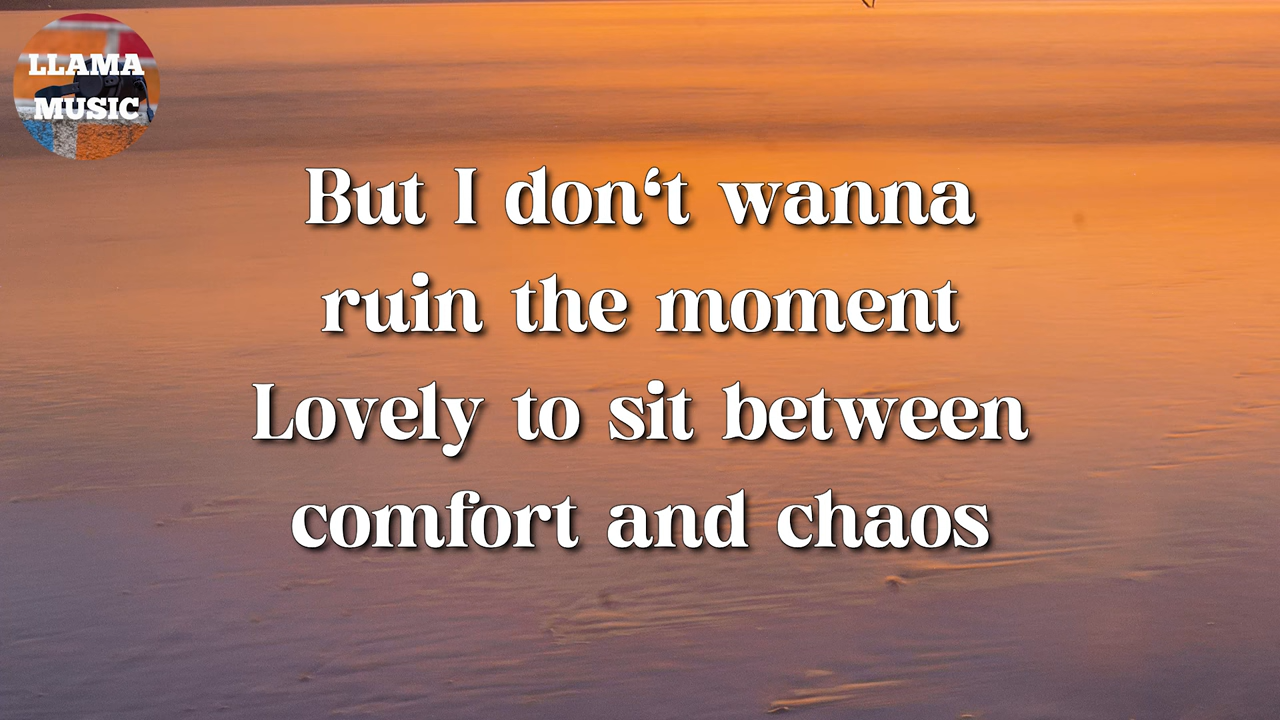 LLAMA
MUSIC
But I don‘t wanna
ruin the moment
Lovely to sit between
comfort and chaos